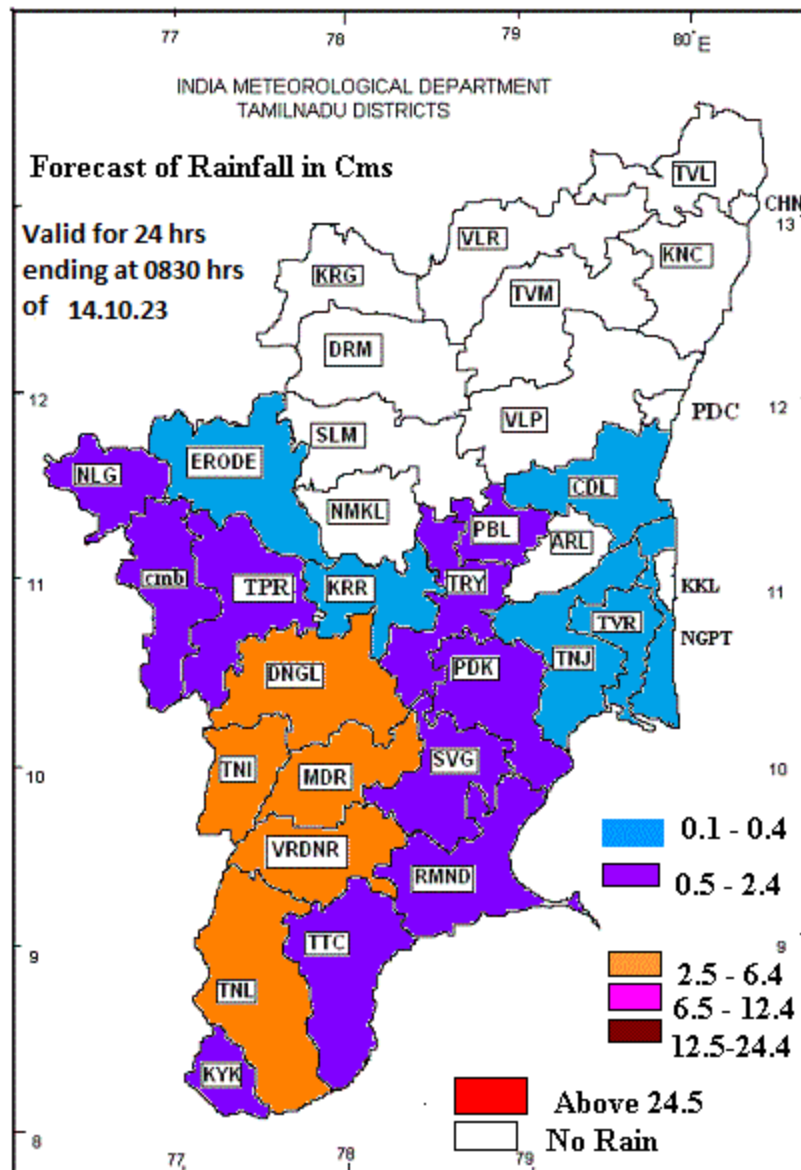 77 78 79 80°E
INDIA METEOROLOGICAL DEPARTMENT
TAMILNADU DISTRICTS
Forecast of Rainfall in Cms
TVL
CHN
13
Valid for 24 hrs
ending at 0830 hrs
of 14.10.23
VLR
KNC
KRG
TVM
DRM
12
12
PDC
VLP
SLM
ERODE
NLG
CDL
NMKL
PBL
ARL
11
11
cmb
TPR
KRR
TRY
KKL
TVR
NGPT
TNJ
DNGL
PDK
10
10
TNI
MDR
SVG
VRDNR
RMND
0.1 - 0.4
0.5 - 2.4
9
9
TTC
TNL
2.5 - 6.4
6.5 - 12.4
12.5-24.4
KYK
Above 24.5
No Rain
8
77 78 79